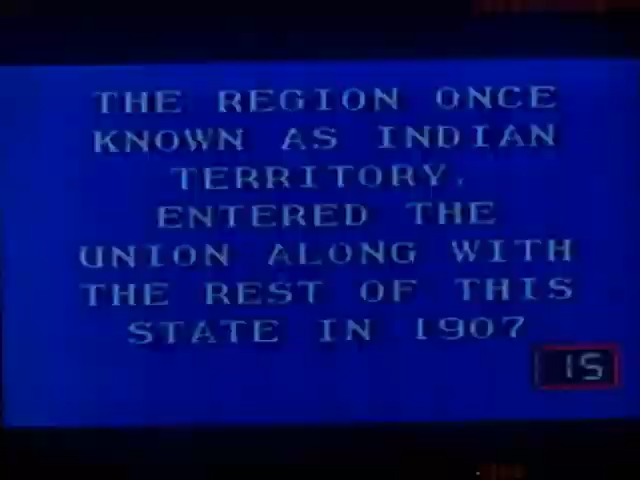 THE REGION ONCE
KNOWN AS INDIAN
TERRITORY,
ENTERED THE
UNION ALONG WITH
THE REST OF THIS
STATE IN 1907
15